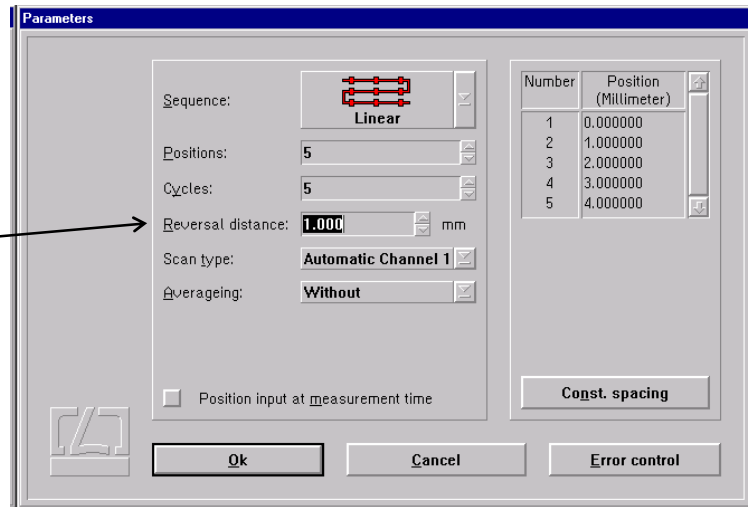 Parameters
Sequence:
Linear
Positions: 5
Cycles: 5
Reversal distance: 1.000 mm
Scan type: Automatic Channel 1
Averageing: Without
Position input at measurement time
Number Position
(Millimeter)
1 0.000000
2 1.000000
3 2.000000
4 3.000000
5 4.000000
Const. spacing
Ok Cancel Error control